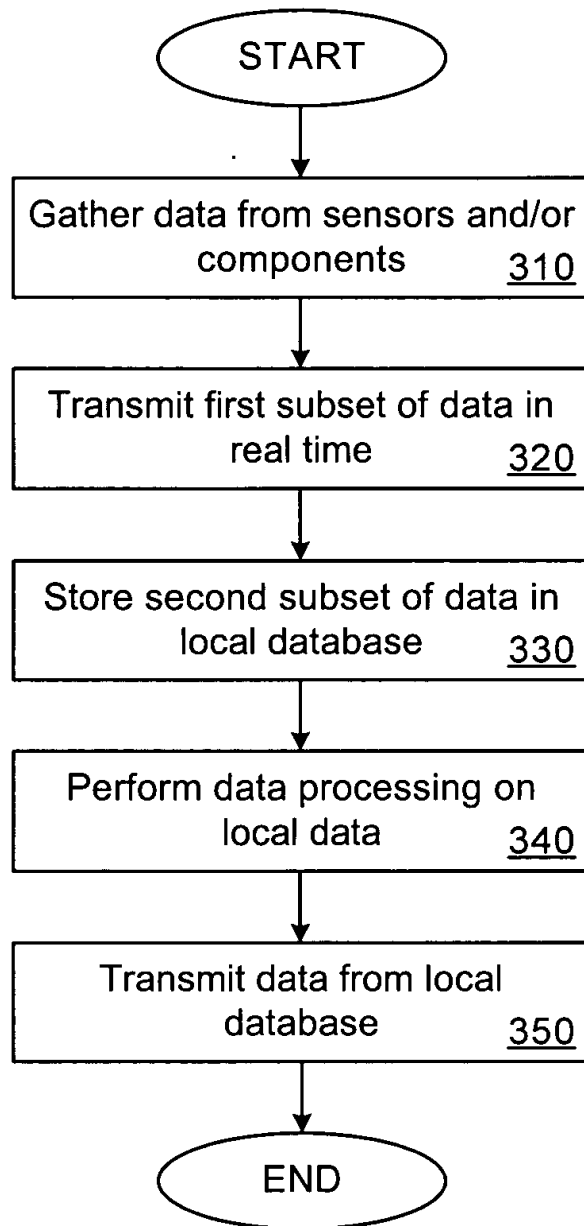 START
Gather data from sensors and/or
components
310
Transmit first subset of data in
real time
320
Store second subset of data in
local database
330
Perform data processing on
local data
340
Transmit data from local
database
350
END